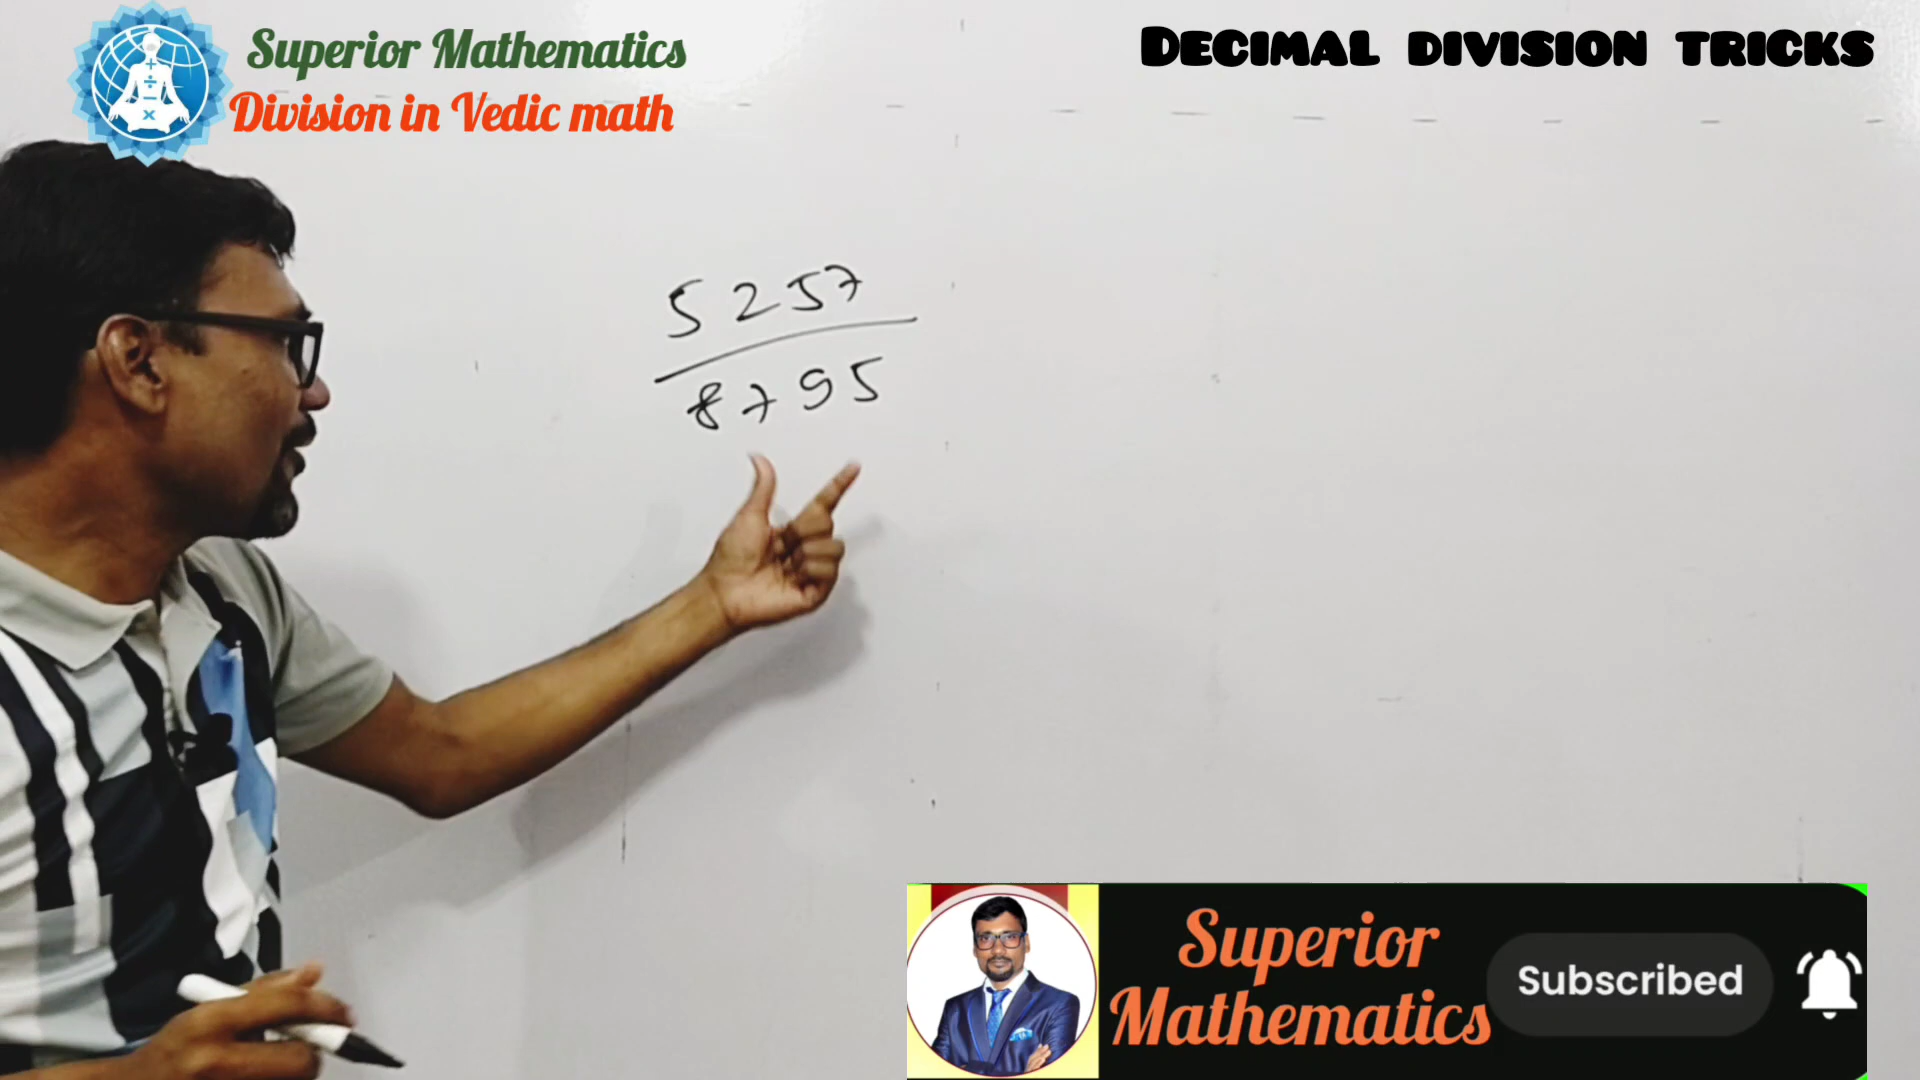 Superior Mathematics
Division in Vedic math
DECIMAL DIVISION TRICKS
5257
8795
Superior
Mathematics
Subscribed